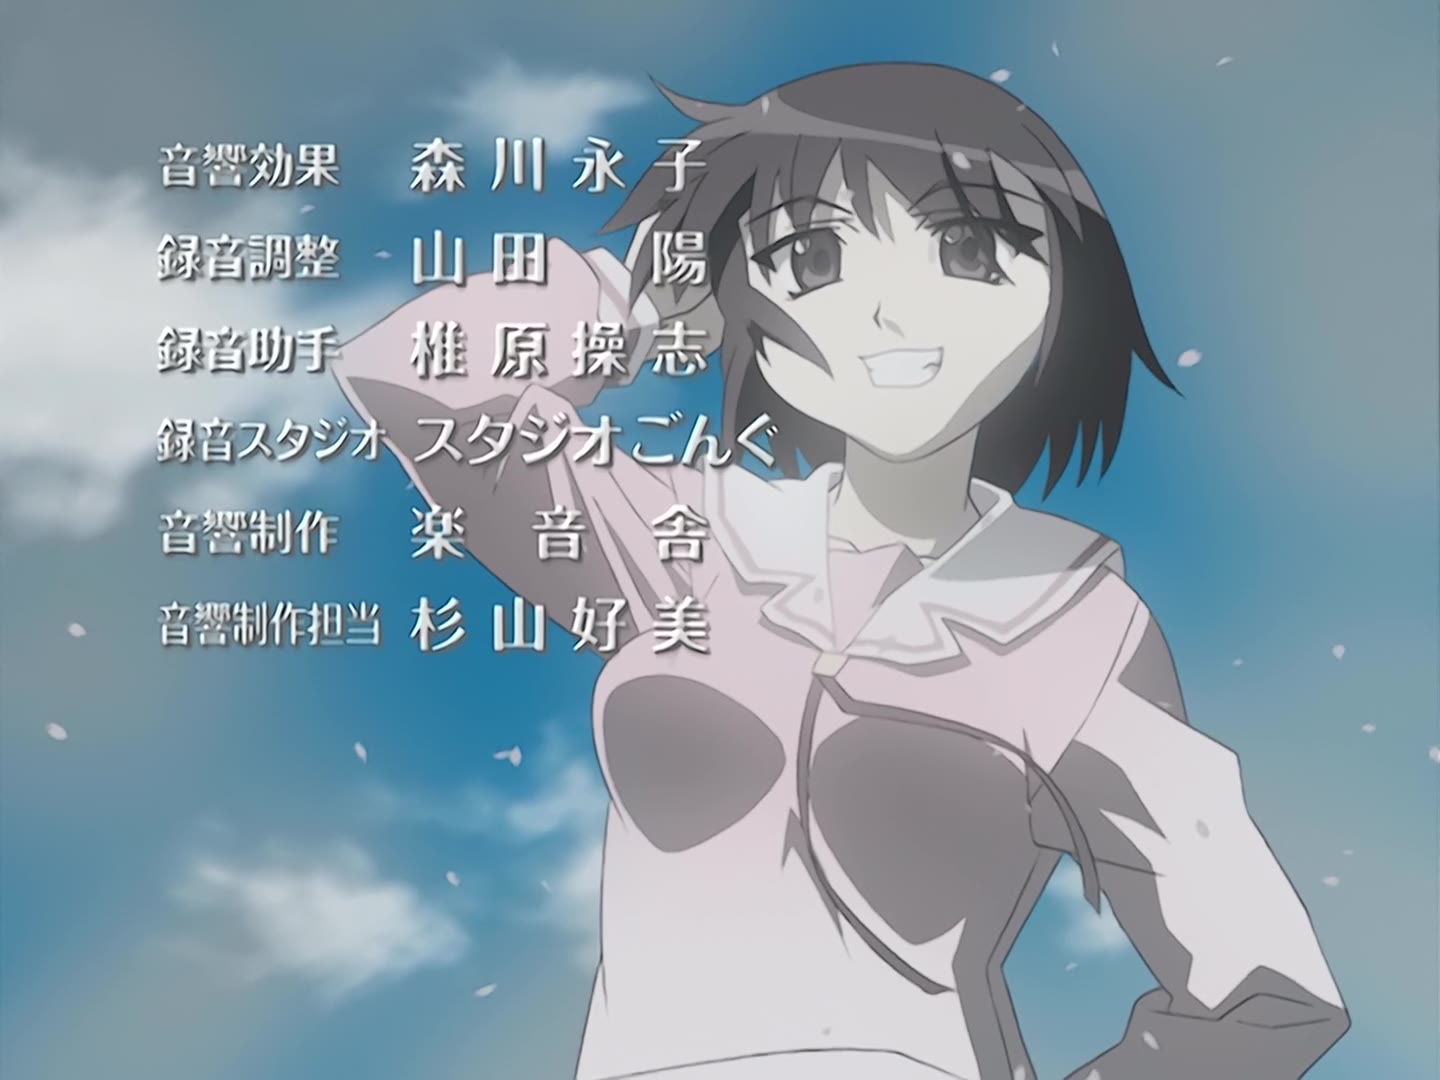 音響効果 森川永子
録音調整 山田 陽
録音助手 椎原操志
録音スタジオ スタジオごんぐ
音響制作 楽音舎
音響制作担当 杉山好美